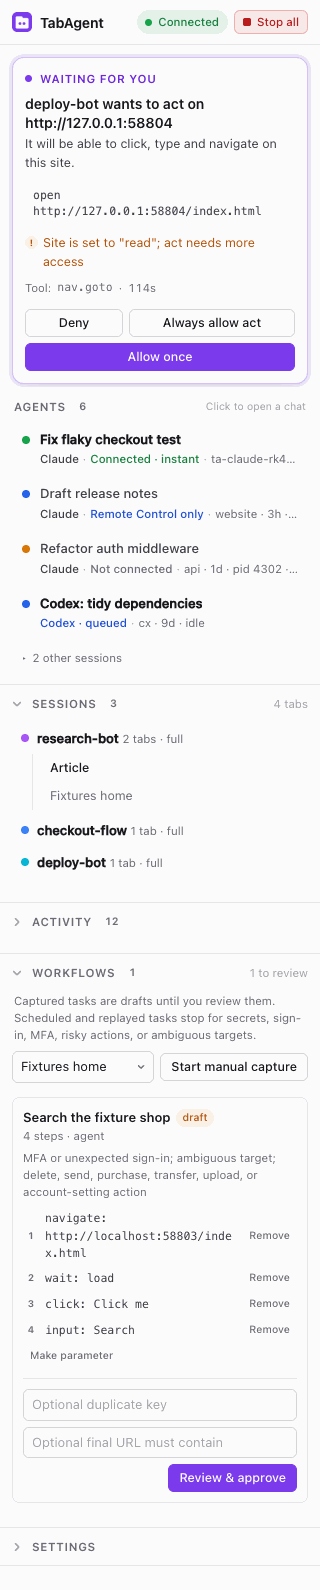 TabAgent
Connected
Stop all
WAITING FOR YOU
deploy-bot wants to act on
http://127.0.0.1:58804
It will be able to click, type and navigate on
this site.
open
http://127.0.0.1:58804/index.html
! Site is set to "read"; act needs more
access
Tool: nav.goto · 114s
Deny
Always allow act
Allow once
AGENTS 6
Click to open a chat
Fix flaky checkout test
Claude · Connected · instant · ta-claude-rk4...
Draft release notes
Claude · Remote Control only · website · 3h ·...
Refactor auth middleware
Claude · Not connected · api · 1d · pid 4302 ·...
Codex: tidy dependencies
Codex · queued · cx · 9d · idle
2 other sessions
SESSIONS 3
4 tabs
research-bot 2 tabs · full
Article
Fixtures home
checkout-flow 1 tab · full
deploy-bot 1 tab · full
ACTIVITY 12
WORKFLOWS 1
1 to review
Captured tasks are drafts until you review them.
Scheduled and replayed tasks stop for secrets, sign-
in, MFA, risky actions, or ambiguous targets.
Fixtures home
Start manual capture
Search the fixture shop draft
4 steps · agent
MFA or unexpected sign-in; ambiguous target;
delete, send, purchase, transfer, upload, or
account-setting action
navigate:
1 http://localhost:58803/inde Remove
x.html
2 wait: load Remove
3 click: Click me Remove
4 input: Search Remove
Make parameter
Optional duplicate key
Optional final URL must contain
Review & approve
SETTINGS